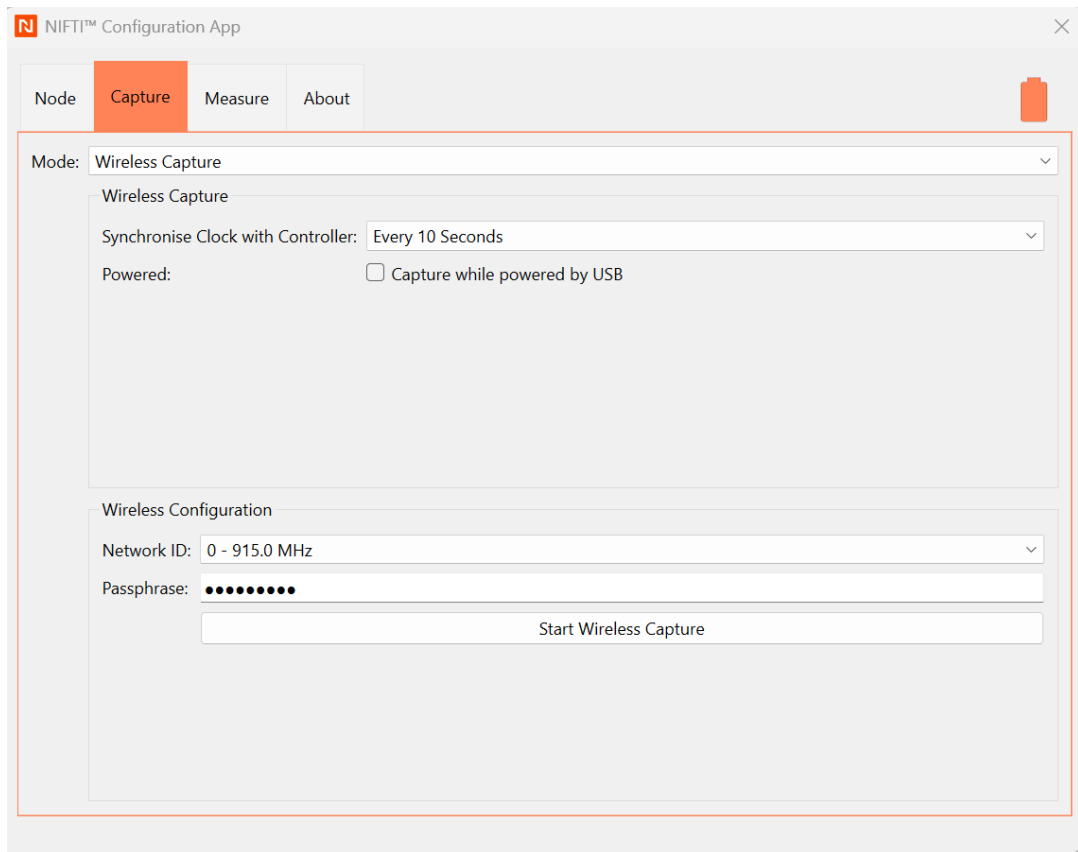 N NIFTI™ Configuration App
Node Capture Measure About
Mode: Wireless Capture
Wireless Capture
Synchronise Clock with Controller: Every 10 Seconds
Powered: Capture while powered by USB
Wireless Configuration
Network ID: 0 - 915.0 MHz
Passphrase: ●●●●●●●●●
Start Wireless Capture